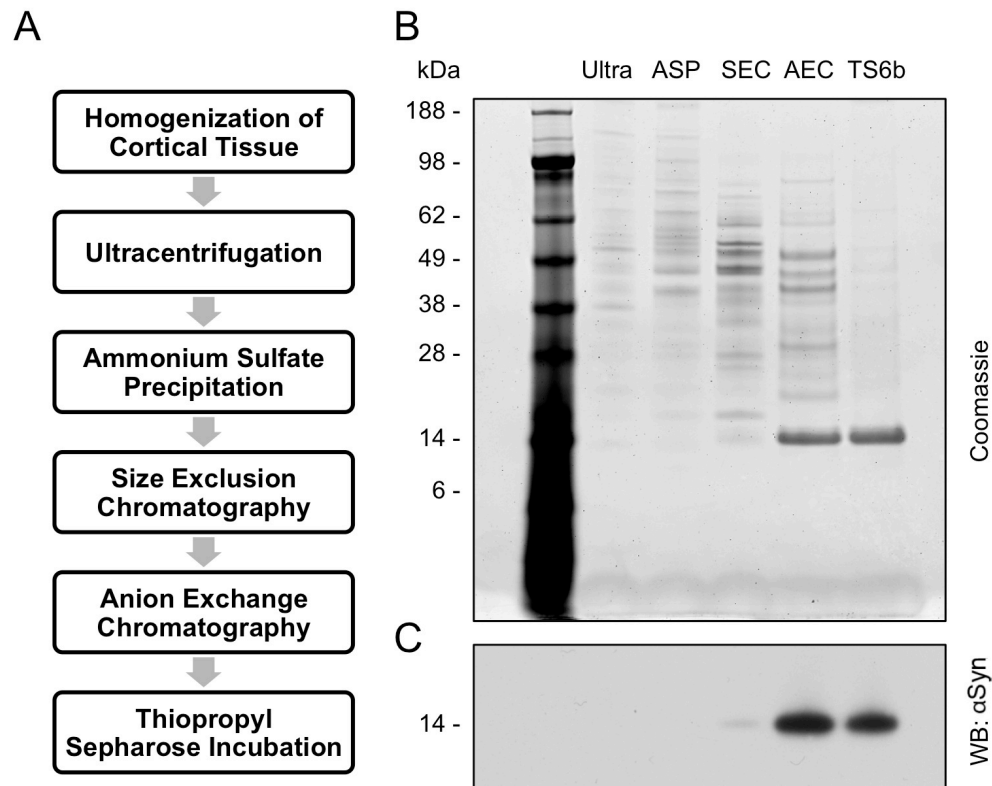 A
Homogenization of
Cortical Tissue
Ultracentrifugation
Ammonium Sulfate
Precipitation
Size Exclusion
Chromatography
Anion Exchange
Chromatography
Thiopropyl
Sepharose Incubation
B
kDa Ultra ASP SEC AEC TS6b
188 -
98 -
62 -
49 -
38 -
28 -
14 -
6 -
Coomassie
C
14 -
WB: αSyn